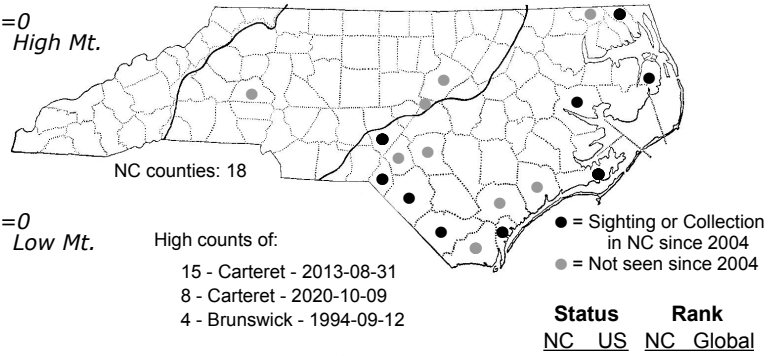 =0
High Mt.
NC counties: 18
=0
Low Mt.
High counts of:
15 - Carteret - 2013-08-31
8 - Carteret - 2020-10-09
4 - Brunswick - 1994-09-12
= Sighting or Collection
in NC since 2004
= Not seen since 2004
Status Rank
NC US NC Global